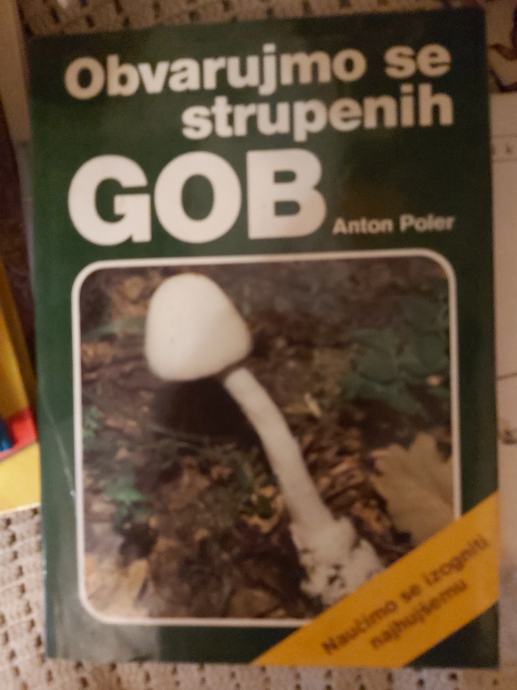 Obvarujmo se
strupenih
GOB
Anton Poler
Naučimo se izogniti
najhujšemu